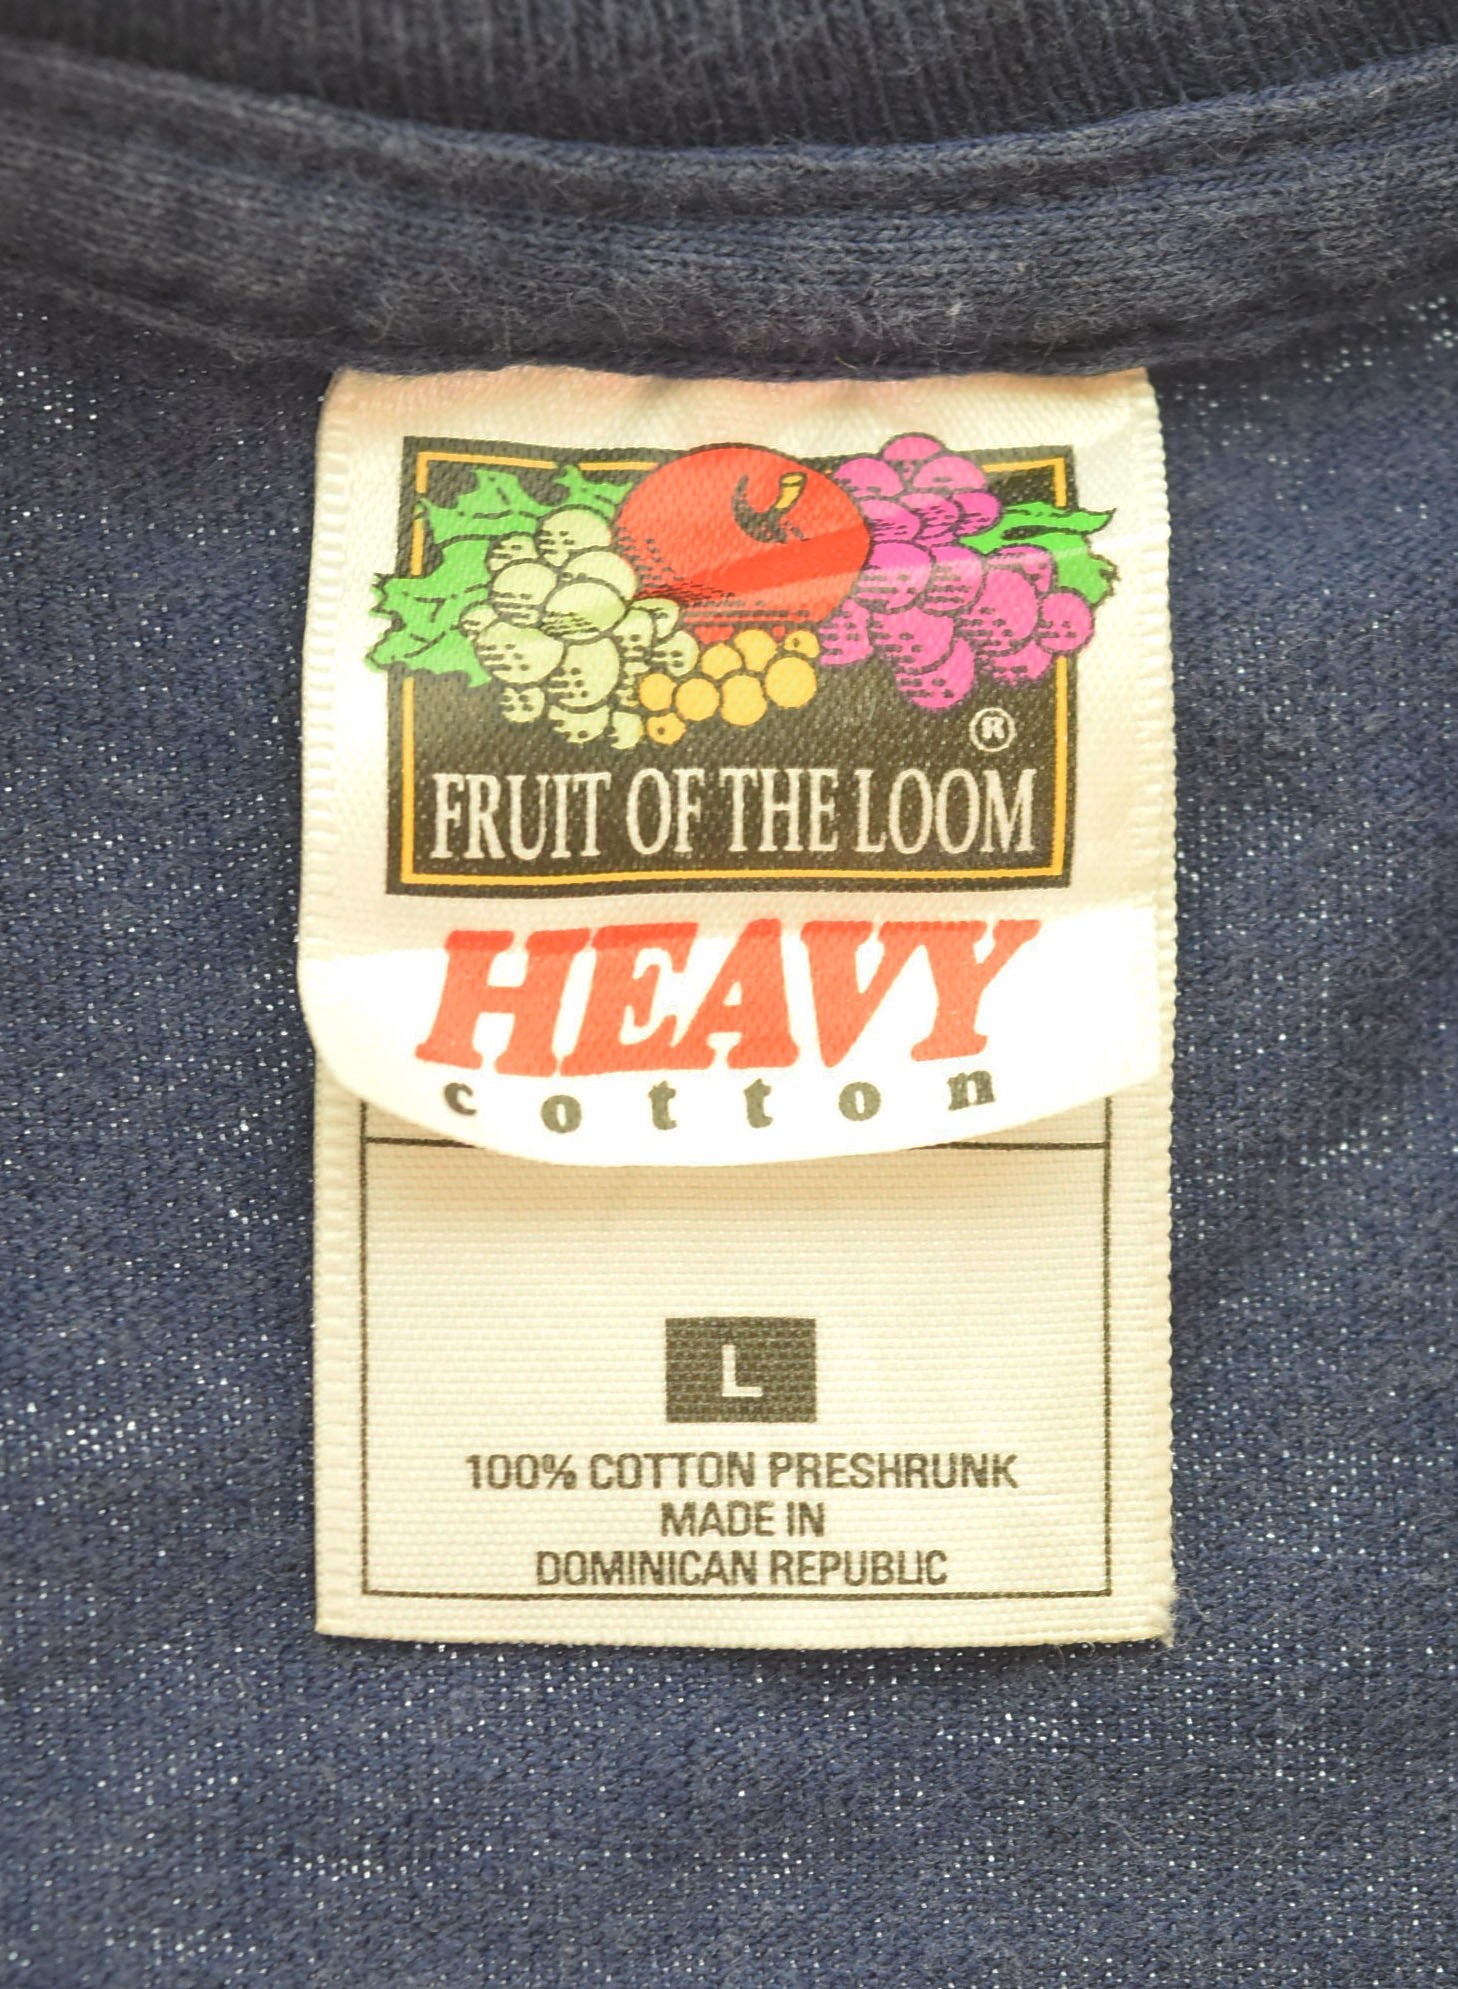 ®
FRUIT OF THE LOOM
HEAVY
cotton
L
100% COTTON PRESHRUNK
MADE IN
DOMINICAN REPUBLIC